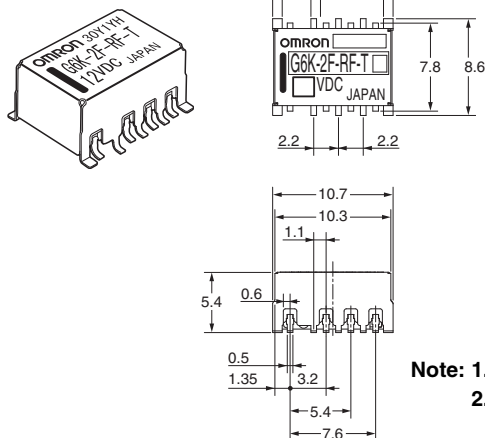 OMRON 30Y1YH
G6K-2F-RF-T
12VDC JAPAN
OMRON
G6K-2F-RF-T
VDC JAPAN
7.8
8.6
2.2
2.2
10.7
10.3
1.1
5.4
0.6
0.5
1.35
3.2
5.4
7.6
Note: 1.
2.